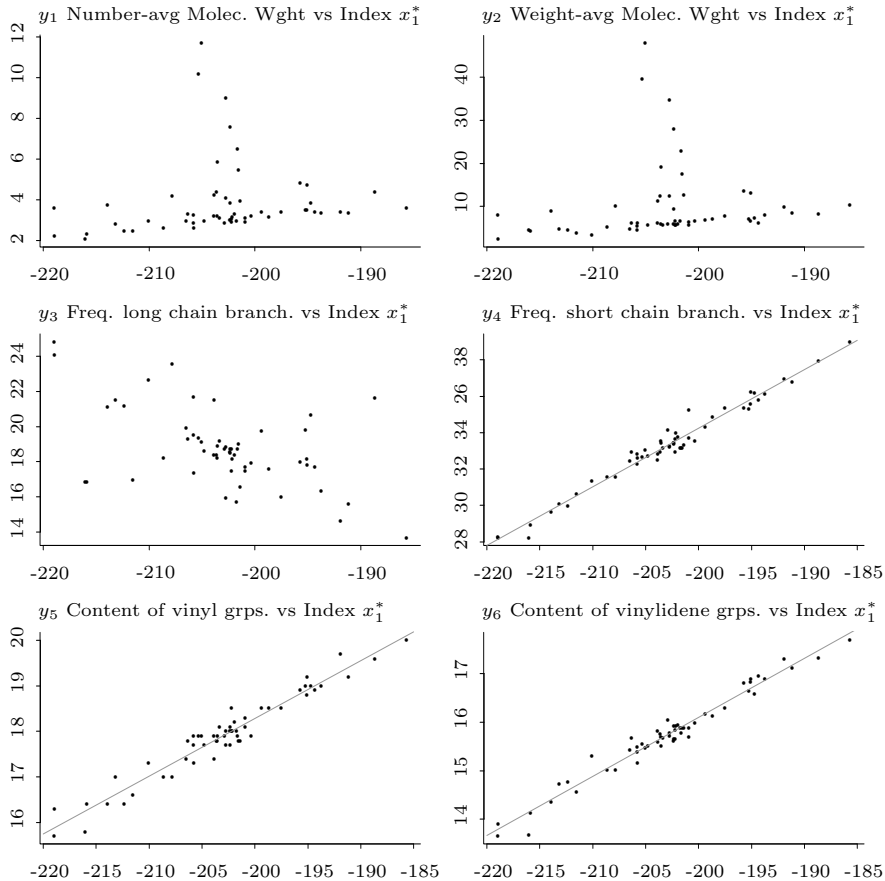 y₁ Number-avg Molec. Wght vs Index x₁*
12
10
8
6
4
2
-220 -210 -200 -190
y₂ Weight-avg Molec. Wght vs Index x₁*
40
30
20
10
-220 -210 -200 -190
y₃ Freq. long chain branch. vs Index x₁*
24
22
20
18
16
14
-220 -210 -200 -190
y₄ Freq. short chain branch. vs Index x₁*
38
26
34
32
30
28
-220 -215 -210 -205 -200 -195 -190 -185
y₅ Content of vinyl grps. vs Index x₁*
20
19
18
17
16
-220 -215 -210 -205 -200 -195 -190 -185
y₆ Content of vinylidene grps. vs Index x₁*
17
16
15
14
-220 -215 -210 -205 -200 -195 -190 -185